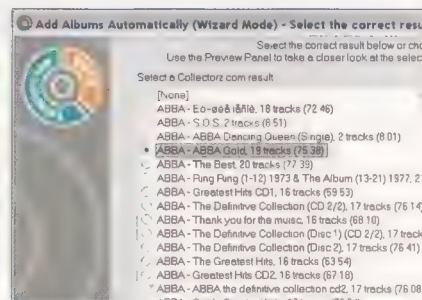 Add Albums Automatically (Wizard Mode) - Select the correct resu
Select the correct result below or cho
Use the Preview Panel to take a closer look at the selec
Select a Collectorz com result
[None]
ABBA - 18 tracks (72 46)
ABBA - S.O.S. 2 tracks (6 51)
ABBA - ABBA Dancing Queen (Single), 2 tracks (8 01)
ABBA - ABBA Gold, 19 tracks (75 38)
ABBA - The Best, 20 tracks (77 39)
ABBA - Ring Ring (1-12) 1973 & The Album (13-21) 1977, 2
ABBA - Greatest Hits CD1, 16 tracks (59 53)
ABBA - The Definitive Collection (CD 2/2), 17 tracks (76 14
ABBA - Thank you for the muisc, 16 tracks (68 10)
ABBA - The Definitive Collection (Disc 1) (CD 2/2), 17 track
ABBA - The Definitive Collection (Disc 2), 17 tracks (76 41)
ABBA - The Greatest Hits, 16 tracks (63 54)
ABBA - Greatest Hits CD2, 16 tracks (67 18)
ABBA the definitive collection cd2, 17 tracks (76 08